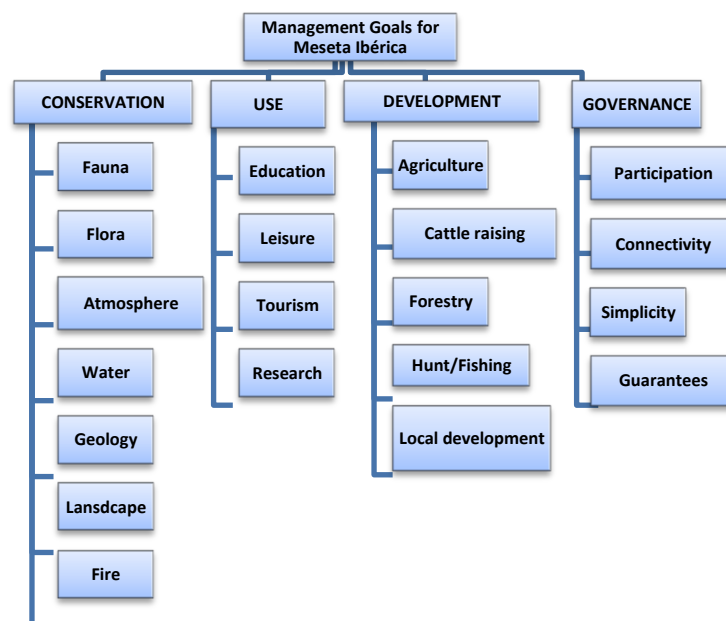 Management Goals for
Meseta Ibérica
CONSERVATION
Fauna
Flora
Atmosphere
Water
Geology
Lansdcape
Fire
USE
Education
Leisure
Tourism
Research
DEVELOPMENT
Agriculture
Cattle raising
Forestry
Hunt/Fishing
Local development
GOVERNANCE
Participation
Connectivity
Simplicity
Guarantees